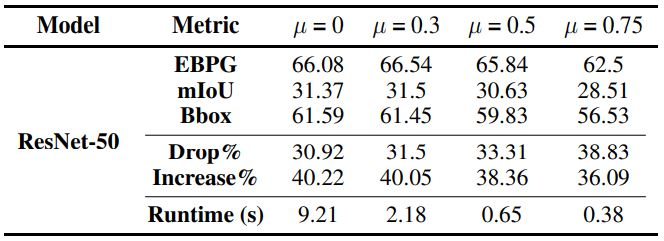 Model Metric μ = 0 μ = 0.3 μ = 0.5 μ = 0.75
EBPG 66.08 66.54 65.84 62.5
mIoU 31.37 31.5 30.63 28.51
Bbox 61.59 61.45 59.83 56.53
ResNet-50
Drop% 30.92 31.5 33.31 38.83
Increase% 40.22 40.05 38.36 36.09
Runtime (s) 9.21 2.18 0.65 0.38